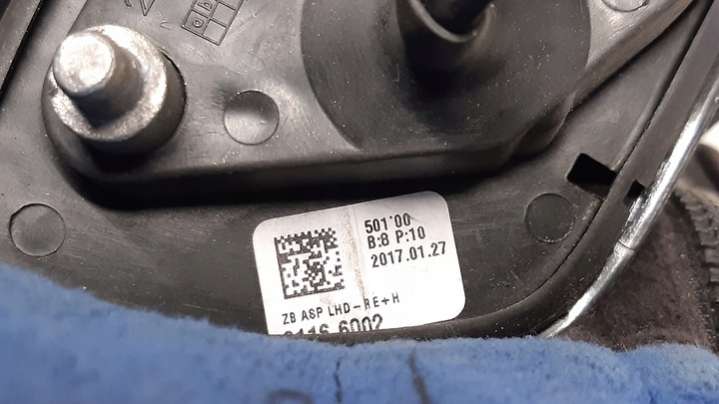 501'00
B:8 P:10
2017.01.27
ZB ASP LHD-RE+H